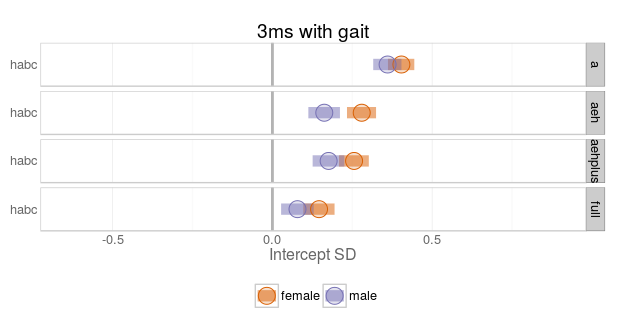 3ms with gait
habc
a
habc
aeh
habc
aehplus
habc
full
-0.5
0.0
0.5
Intercept SD
female
male